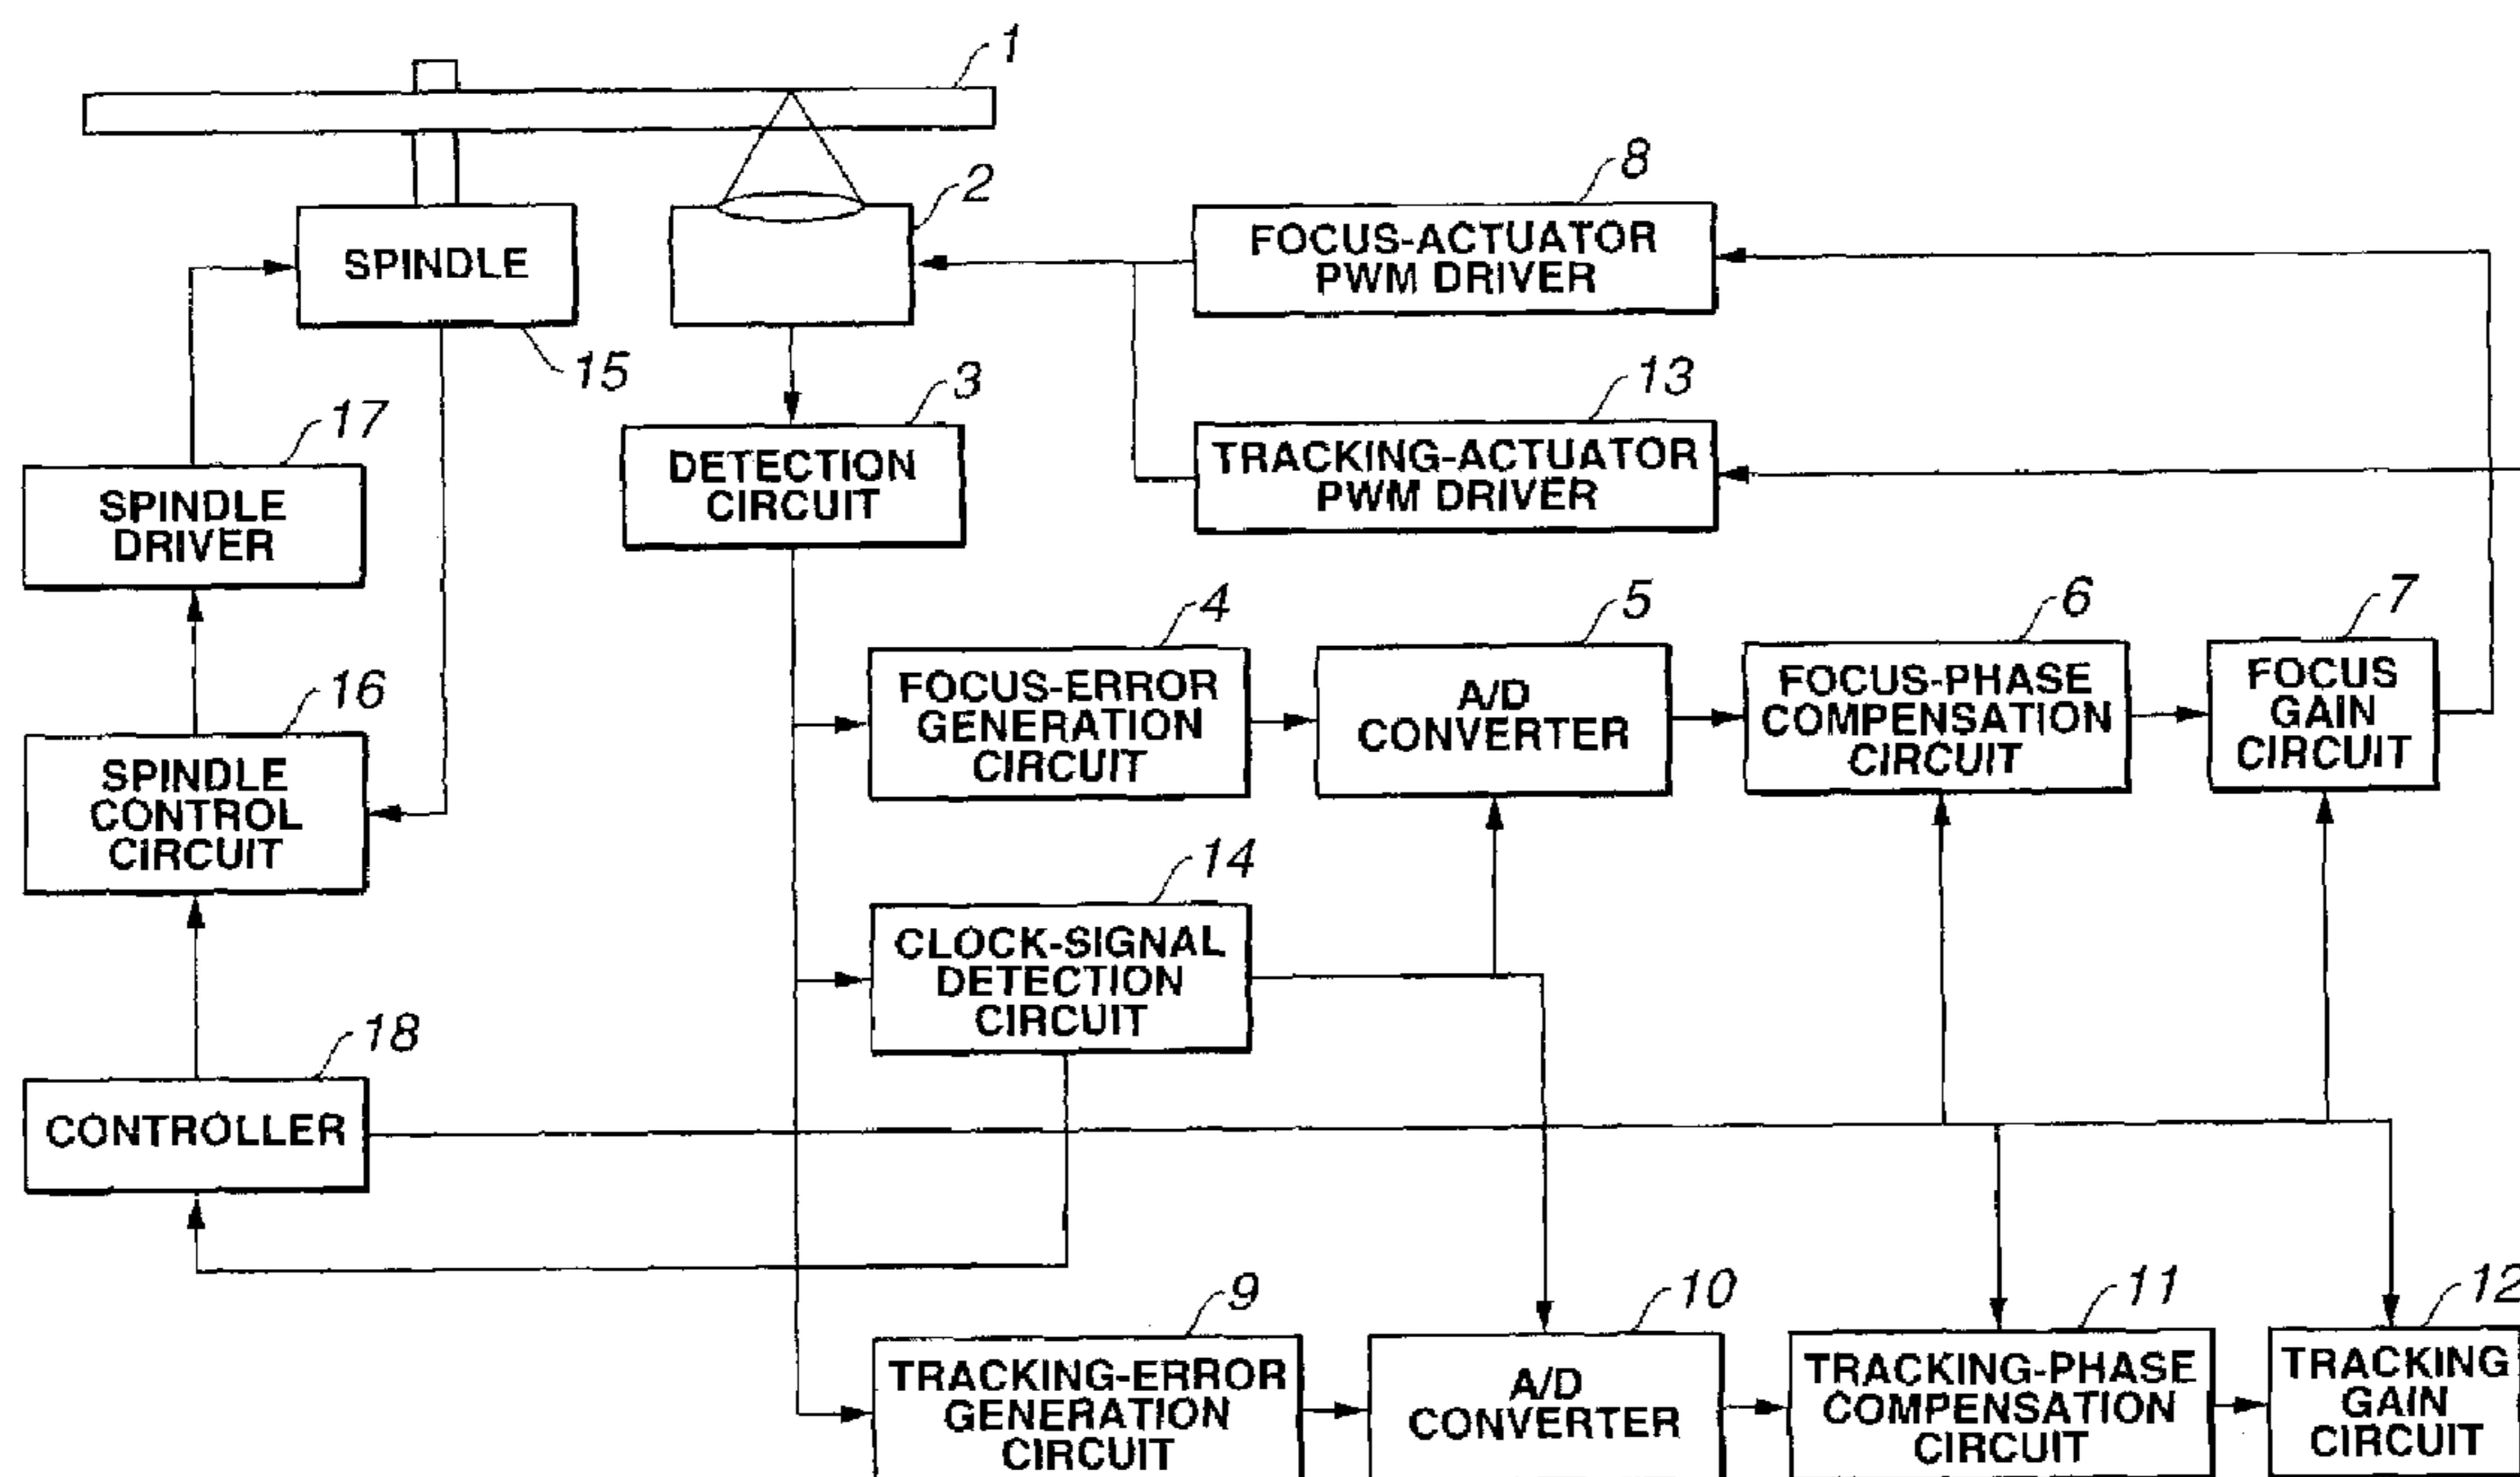 1
2
8
FOCUS-ACTUATOR
PWM DRIVER
SPINDLE
15
3
13
17
DETECTION
CIRCUIT
TRACKING-ACTUATOR
PWM DRIVER
SPINDLE
DRIVER
4
5
6
7
16
FOCUS-ERROR
GENERATION
CIRCUIT
A/D
CONVERTER
FOCUS-PHASE
COMPENSATION
CIRCUIT
FOCUS
GAIN
CIRCUIT
SPINDLE
CONTROL
CIRCUIT
14
CLOCK-SIGNAL
DETECTION
CIRCUIT
18
CONTROLLER
9
10
11
12
TRACKING-ERROR
GENERATION
CIRCUIT
A/D
CONVERTER
TRACKING-PHASE
COMPENSATION
CIRCUIT
TRACKING
GAIN
CIRCUIT